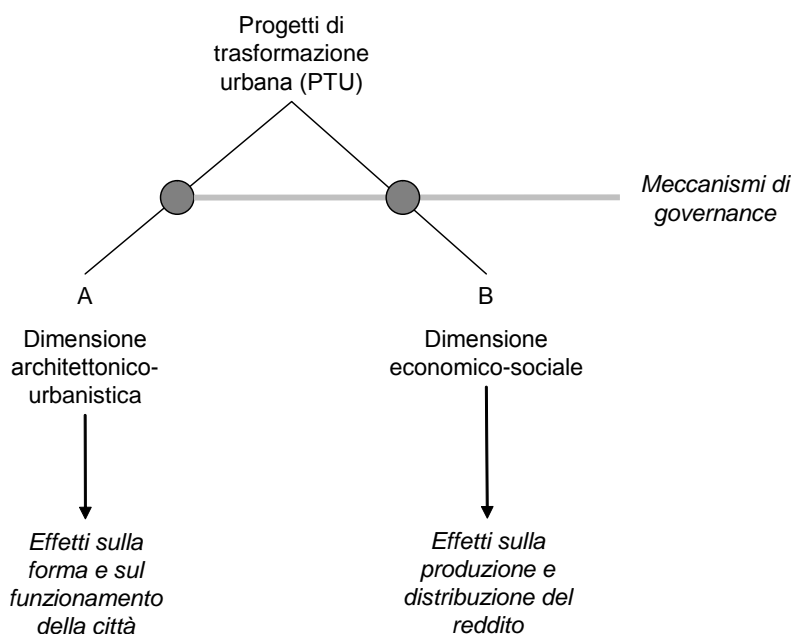 Progetti di
trasformazione
urbana (PTU)
Meccanismi di
governance
A
B
Dimensione
architettonico-
urbanistica
Dimensione
economico-sociale
Effetti sulla
forma e sul
funzionamento
della città
Effetti sulla
produzione e
distribuzione del
reddito